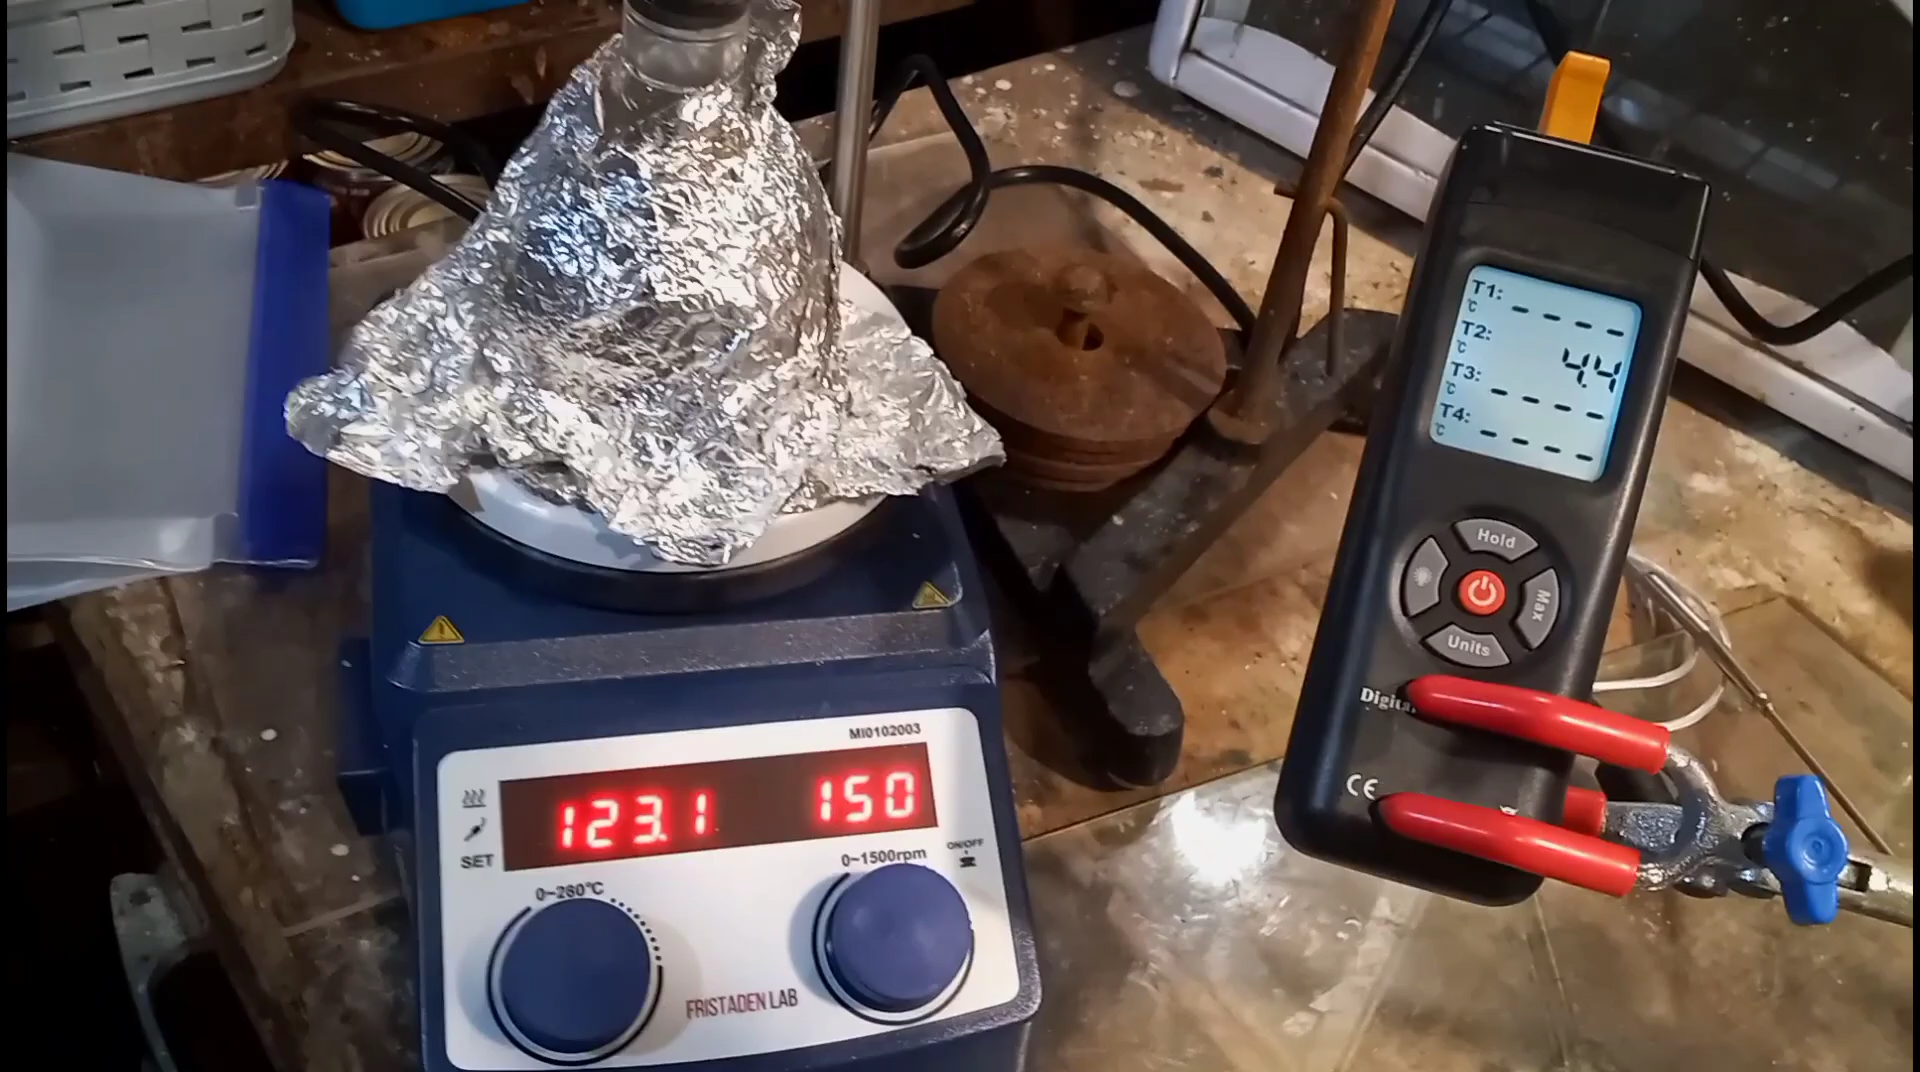 T1: ----
°C
T2: 4.4
°C
T3: ----
°C
T4: ----
°C
Hold
Max
Units
Digital
CE
MI0102003
123.1 150
SET
0~1500rpm
ON/OFF
0~280°C
FRISTADEN LAB